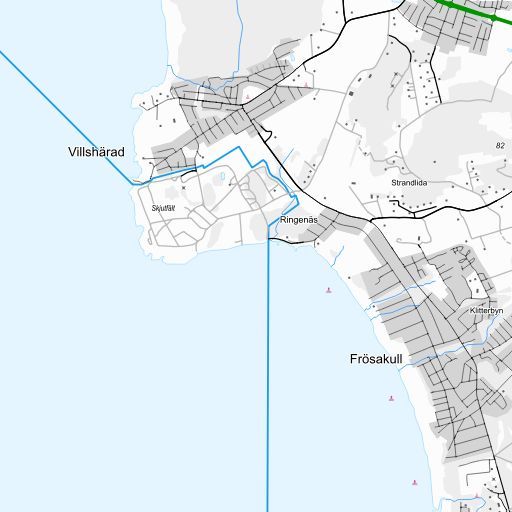 82
Villshärad
Strandlida
Skjutfält
Ringenäs
Klitterbyn
Frösakull